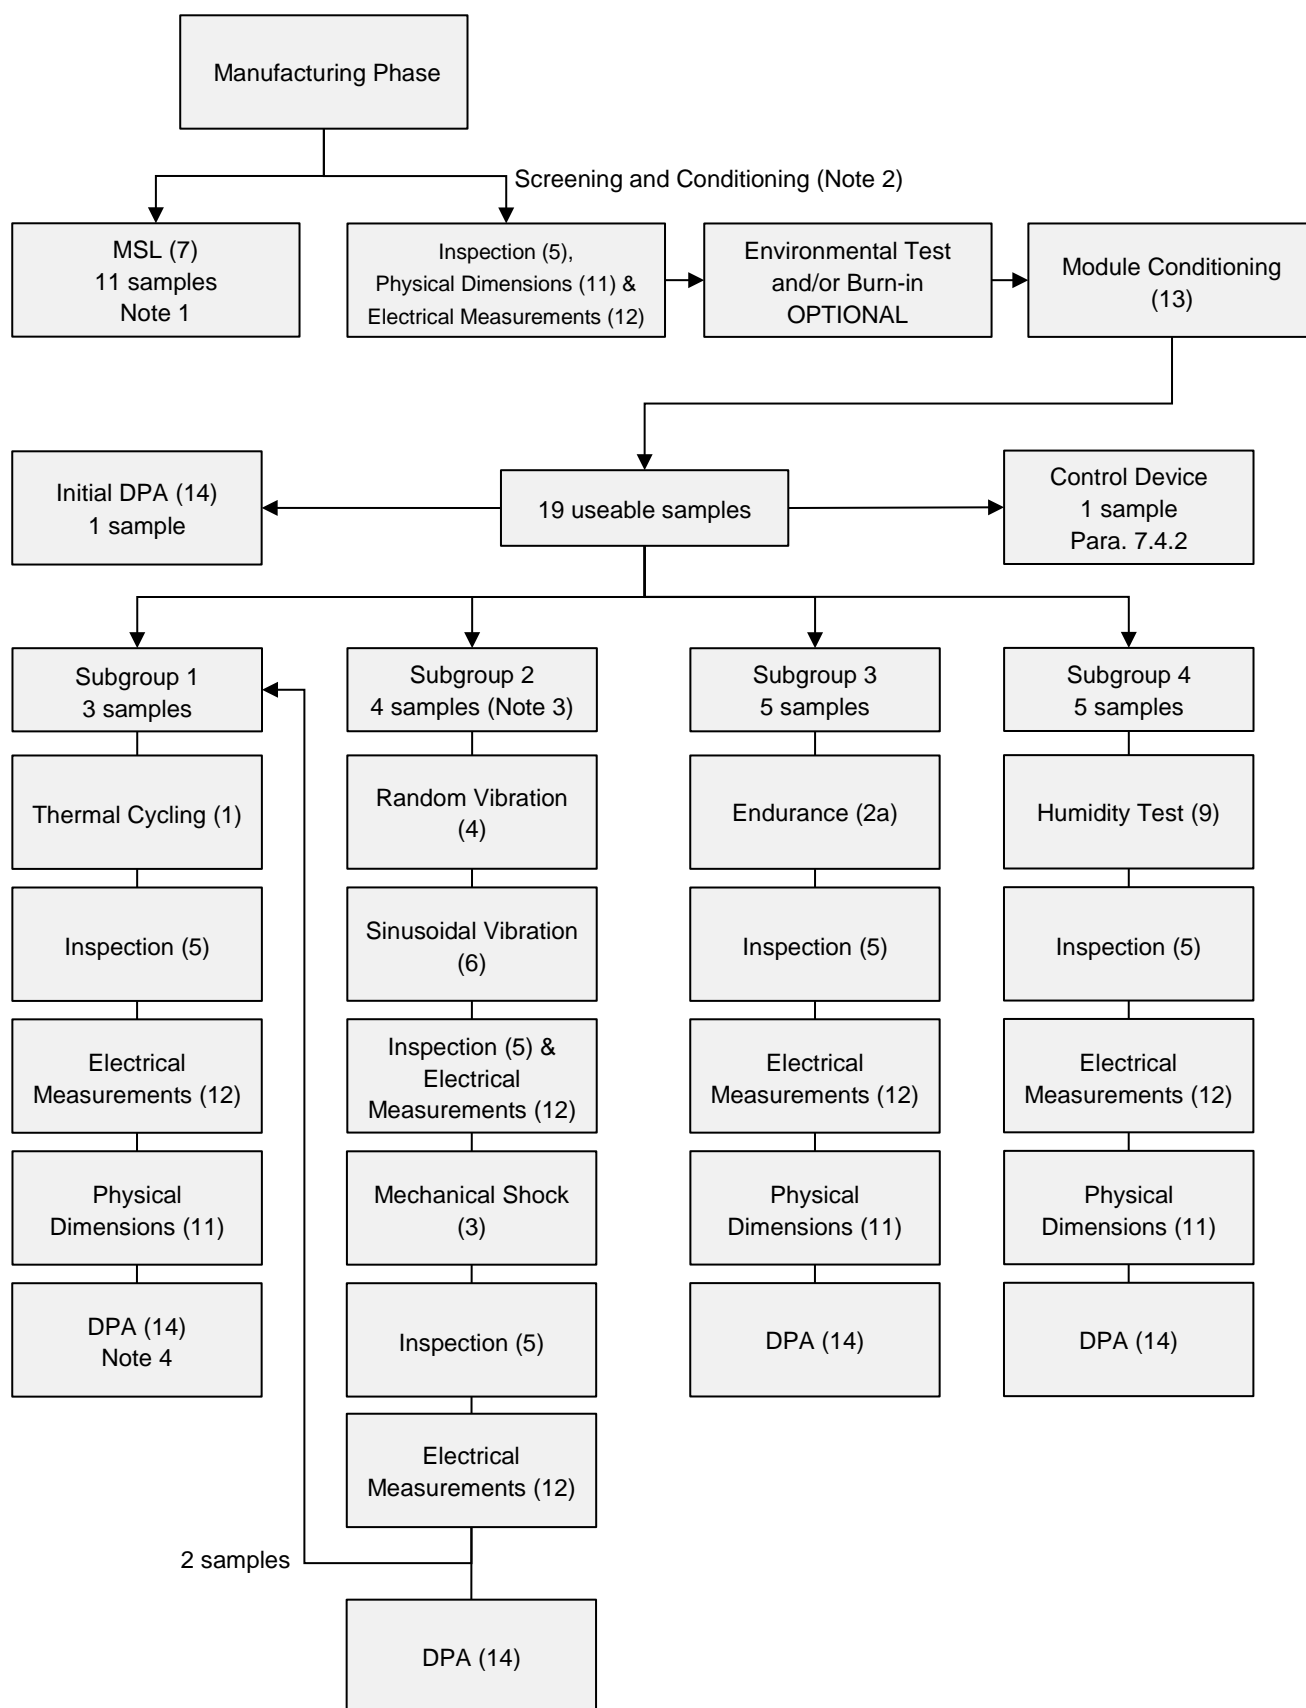 Manufacturing Phase
Screening and Conditioning (Note 2)
MSL (7)
11 samples
Note 1
Inspection (5),
Physical Dimensions (11) &
Electrical Measurements (12)
Environmental Test
and/or Burn-in
OPTIONAL
Module Conditioning
(13)
Initial DPA (14)
1 sample
19 useable samples
Control Device
1 sample
Para. 7.4.2
Subgroup 1
3 samples
Subgroup 2
4 samples (Note 3)
Subgroup 3
5 samples
Subgroup 4
5 samples
Thermal Cycling (1)
Random Vibration
(4)
Endurance (2a)
Humidity Test (9)
Inspection (5)
Sinusoidal Vibration
(6)
Inspection (5)
Inspection (5)
Electrical
Measurements (12)
Inspection (5) &
Electrical
Measurements (12)
Electrical
Measurements (12)
Electrical
Measurements (12)
Physical
Dimensions (11)
Mechanical Shock
(3)
Physical
Dimensions (11)
Physical
Dimensions (11)
DPA (14)
Note 4
Inspection (5)
DPA (14)
DPA (14)
Electrical
Measurements (12)
2 samples
DPA (14)